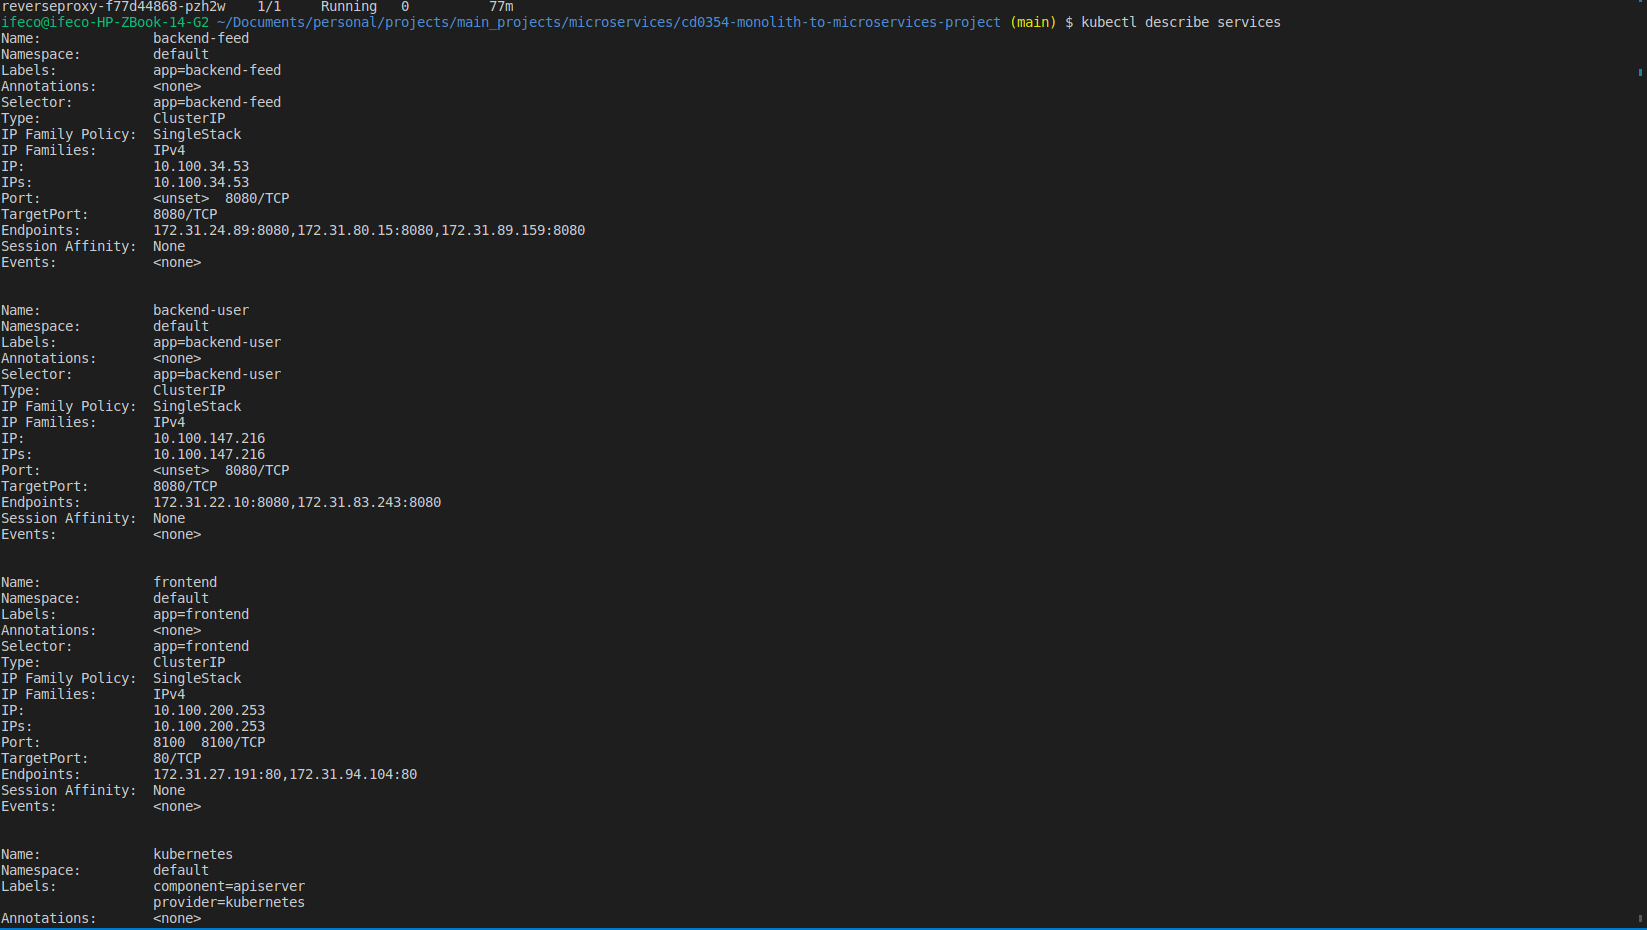 reverseproxy-f77d44868-pzh2w    1/1     Running   0          77m
ifeco@ifeco-HP-ZBook-14-G2 ~/Documents/personal/projects/main_projects/microservices/cd0354-monolith-to-microservices-project (main) $ kubectl describe services
Name:              backend-feed
Namespace:         default
Labels:            app=backend-feed
Annotations:       <none>
Selector:          app=backend-feed
Type:              ClusterIP
IP Family Policy:  SingleStack
IP Families:       IPv4
IP:                10.100.34.53
IPs:               10.100.34.53
Port:              <unset>  8080/TCP
TargetPort:        8080/TCP
Endpoints:         172.31.24.89:8080,172.31.80.15:8080,172.31.89.159:8080
Session Affinity:  None
Events:            <none>
Name:              backend-user
Namespace:         default
Labels:            app=backend-user
Annotations:       <none>
Selector:          app=backend-user
Type:              ClusterIP
IP Family Policy:  SingleStack
IP Families:       IPv4
IP:                10.100.147.216
IPs:               10.100.147.216
Port:              <unset>  8080/TCP
TargetPort:        8080/TCP
Endpoints:         172.31.22.10:8080,172.31.83.243:8080
Session Affinity:  None
Events:            <none>
Name:              frontend
Namespace:         default
Labels:            app=frontend
Annotations:       <none>
Selector:          app=frontend
Type:              ClusterIP
IP Family Policy:  SingleStack
IP Families:       IPv4
IP:                10.100.200.253
IPs:               10.100.200.253
Port:              8100  8100/TCP
TargetPort:        80/TCP
Endpoints:         172.31.27.191:80,172.31.94.104:80
Session Affinity:  None
Events:            <none>
Name:              kubernetes
Namespace:         default
Labels:            component=apiserver
                   provider=kubernetes
Annotations:       <none>